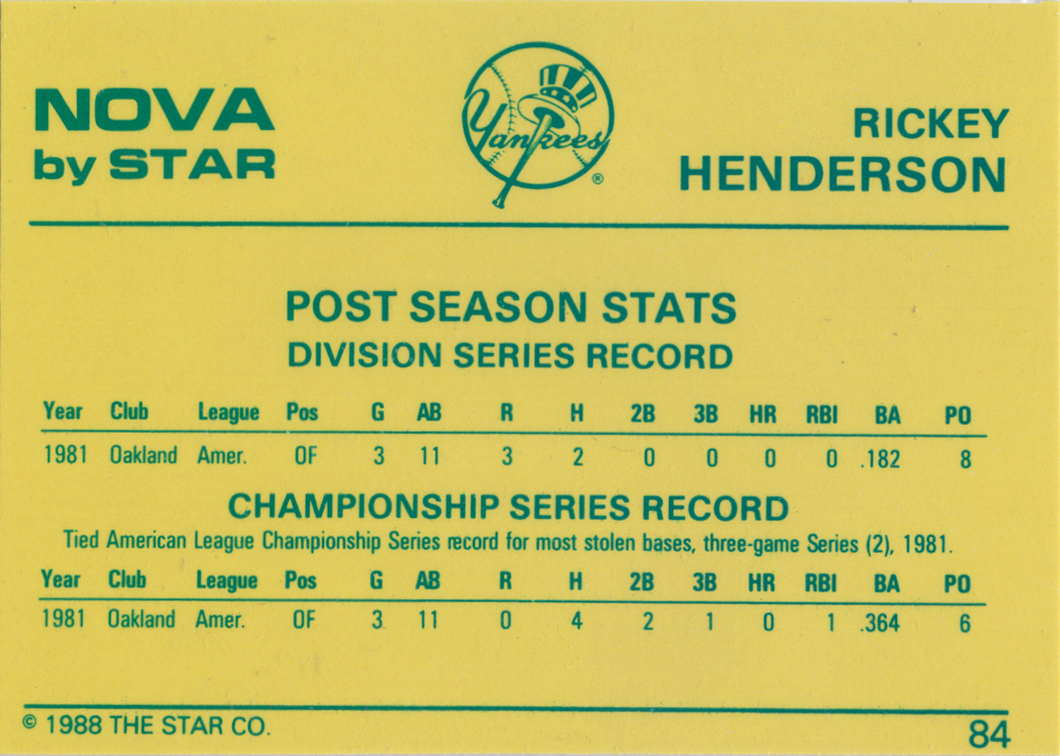 NOVA
by STAR
Yankees
®
RICKEY
HENDERSON
POST SEASON STATS
DIVISION SERIES RECORD
Year Club League Pos G AB R H 2B 3B HR RBI BA PO
1981 Oakland Amer. OF 3 11 3 2 0 0 0 0 .182 8
CHAMPIONSHIP SERIES RECORD
Tied American League Championship Series record for most stolen bases, three-game Series (2), 1981.
Year Club League Pos G AB R H 2B 3B HR RBI BA PO
1981 Oakland Amer. OF 3 11 0 4 2 1 0 1 .364 6
© 1988 THE STAR CO.
84